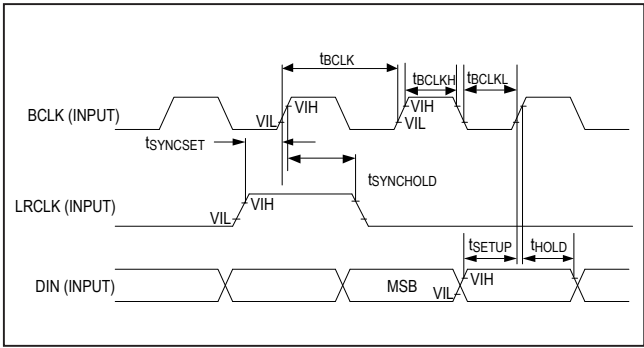 tBCLK
tBCLKH
tBCLKL
BCLK (INPUT)
VIH
VIL
VIH
VIL
tSYNCSET
tSYNCHOLD
LRCLK (INPUT)
VIH
VIL
tSETUP
tHOLD
DIN (INPUT)
MSB
VIH
VIL